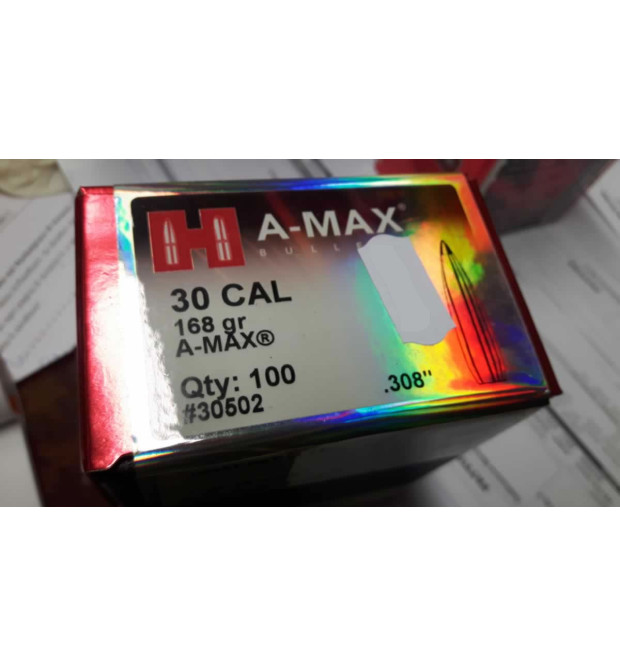 A-MAX®
30 CAL
168 gr
A-MAX®
Qty: 100
.308"
#30502